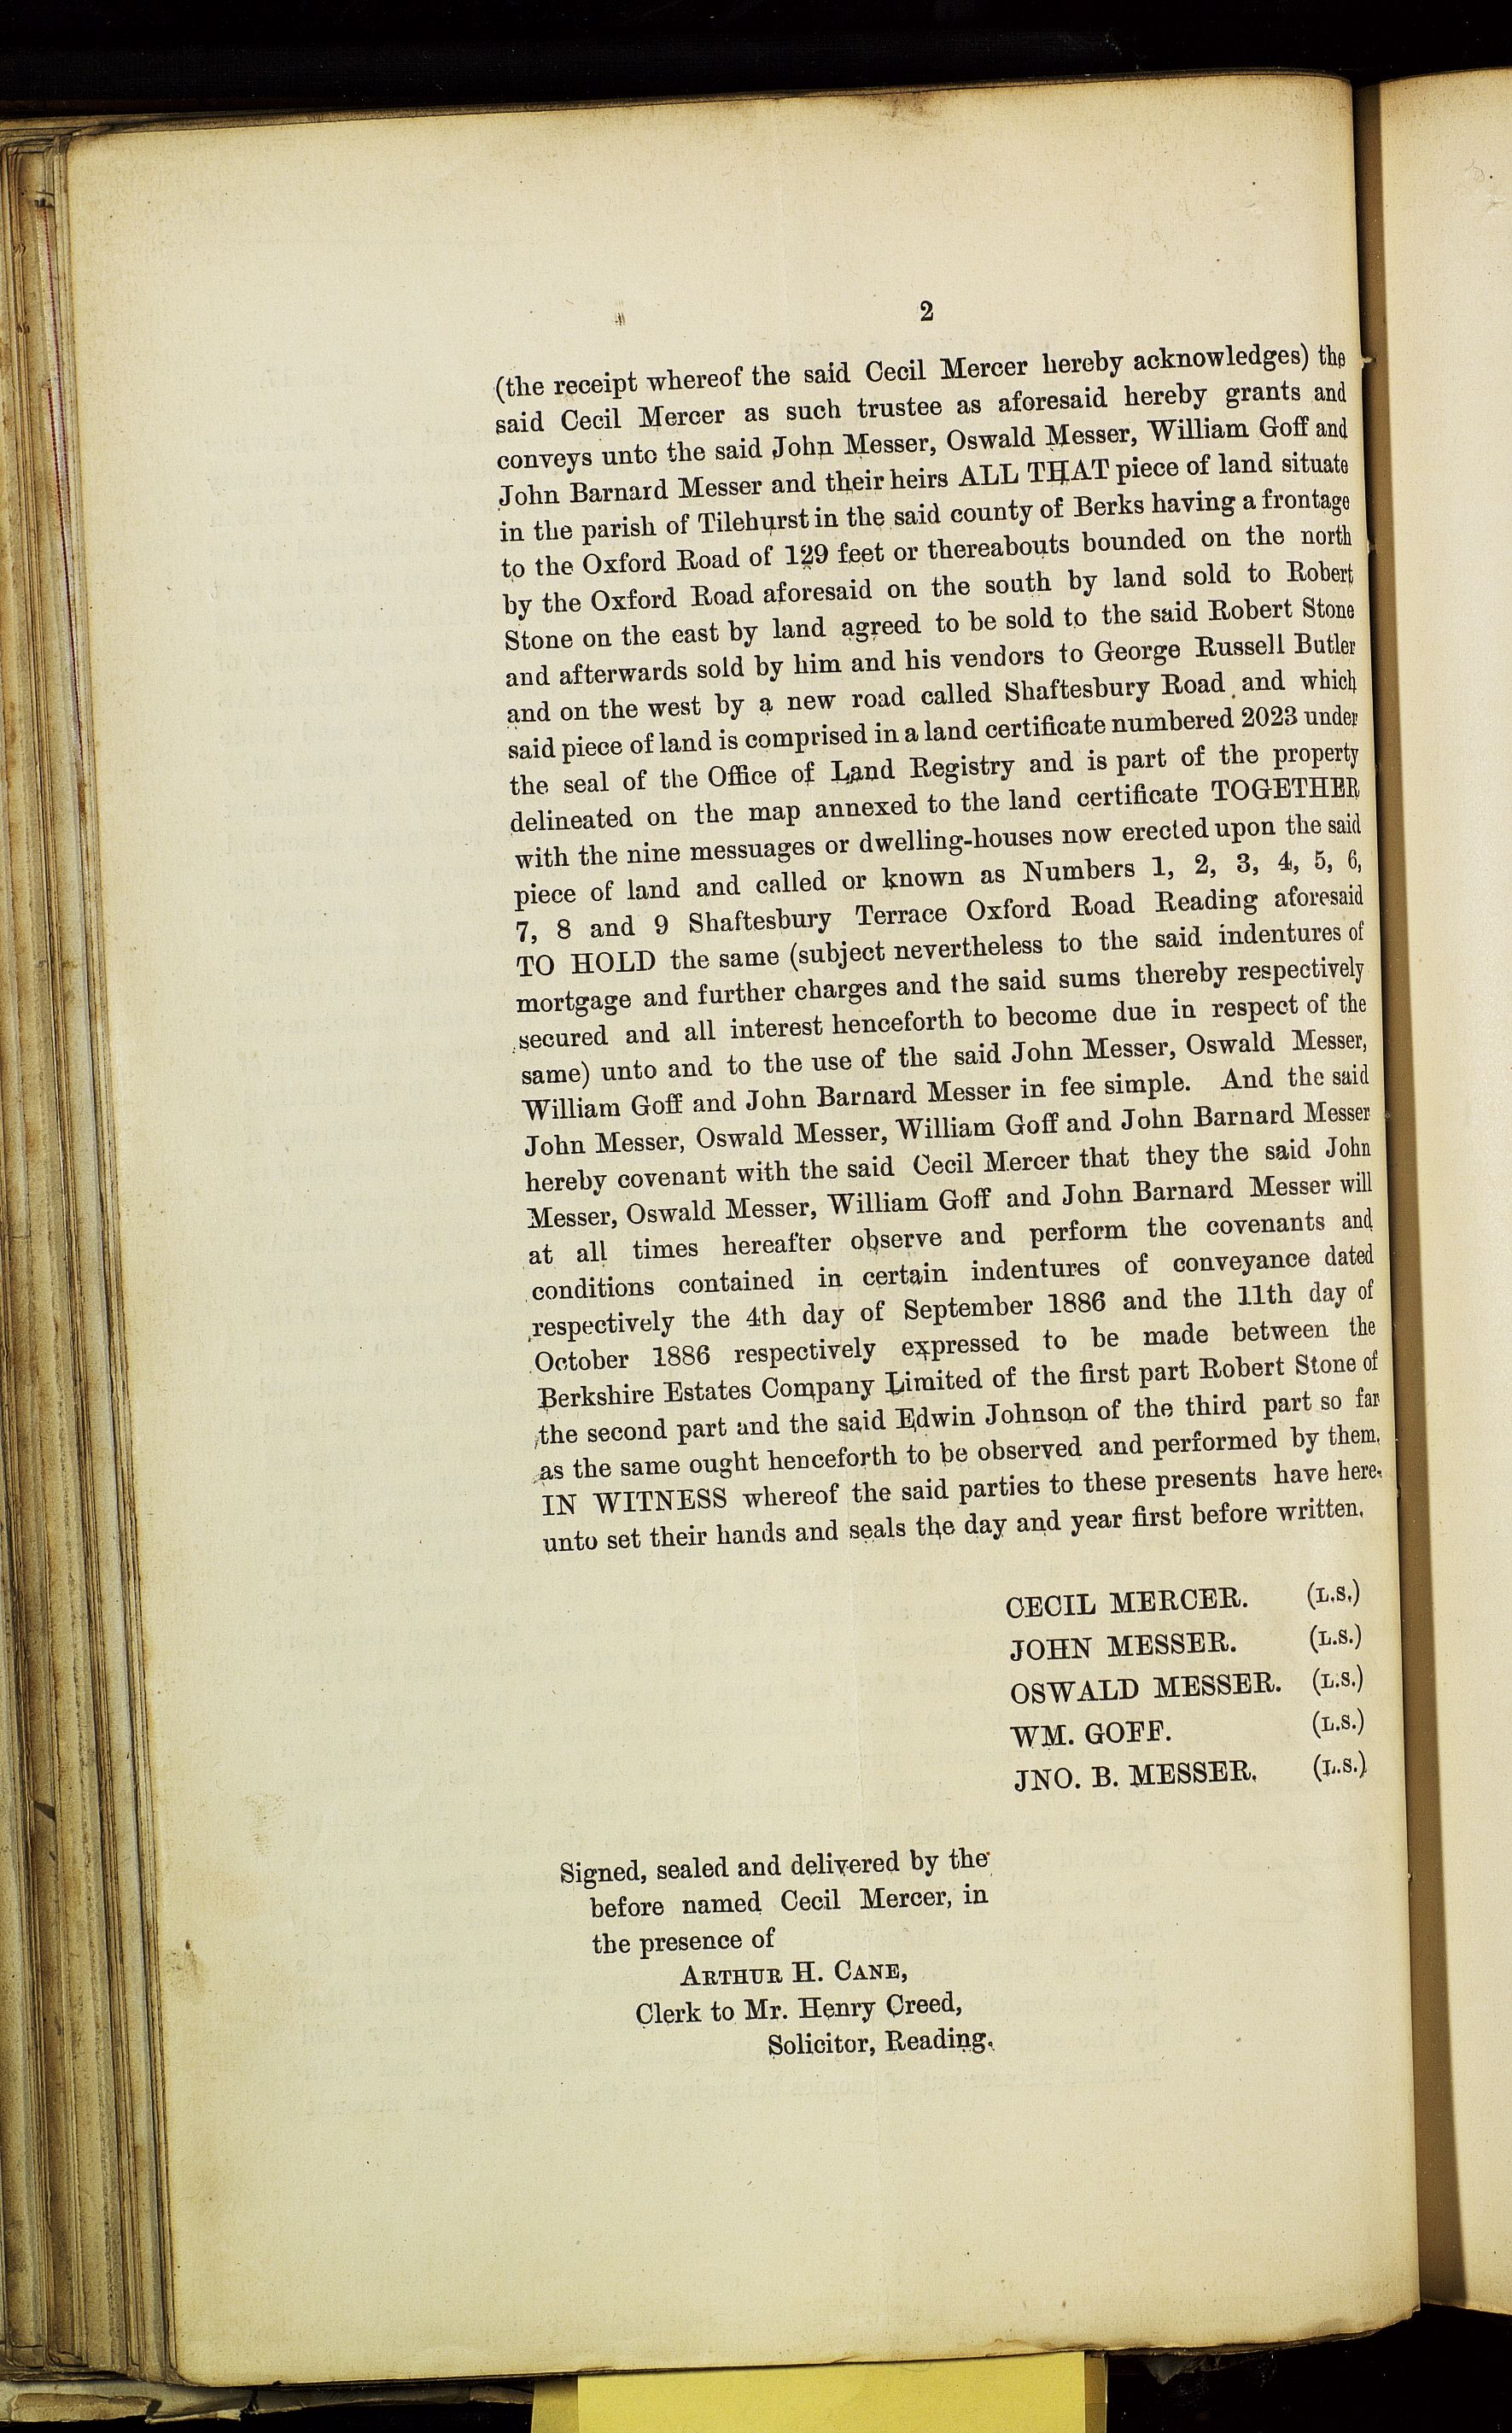 2
(the receipt whereof the said Cecil Mercer hereby acknowledges) the
said Cecil Mercer as such trustee as aforesaid hereby grants and
conveys unto the said John Messer, Oswald Messer, William Goff and
John Barnard Messer and their heirs ALL THAT piece of land situate
in the parish of Tilehurst in the said county of Berks having a frontage
to the Oxford Road of 129 feet or thereabouts bounded on the north
by the Oxford Road aforesaid on the south by land sold to Robert
Stone on the east by land agreed to be sold to the said Robert Stone
and afterwards sold by him and his vendors to George Russell Butler
and on the west by a new road called Shaftesbury Road and which
said piece of land is comprised in a land certificate numbered 2023 under
the seal of the Office of Land Registry and is part of the property
delineated on the map annexed to the land certificate TOGETHER
with the nine messuages or dwelling-houses now erected upon the said
piece of land and called or known as Numbers 1, 2, 3, 4, 5, 6,
7, 8 and 9 Shaftesbury Terrace Oxford Road Reading aforesaid
TO HOLD the same (subject nevertheless to the said indentures of
mortgage and further charges and the said sums thereby respectively
secured and all interest henceforth to become due in respect of the
same) unto and to the use of the said John Messer, Oswald Messer,
William Goff and John Barnard Messer in fee simple. And the said
John Messer, Oswald Messer, William Goff and John Barnard Messer
hereby covenant with the said Cecil Mercer that they the said John
Messer, Oswald Messer, William Goff and John Barnard Messer will
at all times hereafter observe and perform the covenants and
conditions contained in certain indentures of conveyance dated
respectively the 4th day of September 1886 and the 11th day of
October 1886 respectively expressed to be made between the
Berkshire Estates Company Limited of the first part Robert Stone of
the second part and the said Edwin Johnson of the third part so far
as the same ought henceforth to be observed and performed by them.
IN WITNESS whereof the said parties to these presents have here-
unto set their hands and seals the day and year first before written.
CECIL MERCER. (L.S.)
JOHN MESSER. (L.S.)
OSWALD MESSER. (L.S.)
WM. GOFF. (L.S.)
JNO. B. MESSER. (L.S.)
Signed, sealed and delivered by the
before named Cecil Mercer, in
the presence of
ARTHUR H. CANE,
Clerk to Mr. Henry Creed,
Solicitor, Reading.